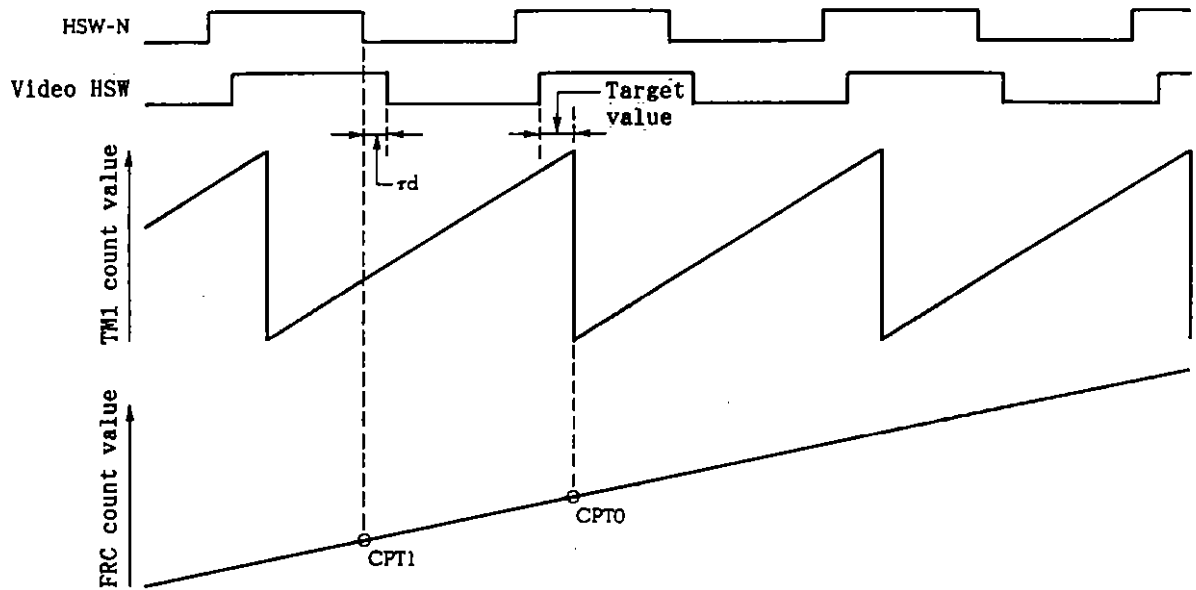 HSW-N
Video HSW
Target
value
τd
TM1 count value
FRC count value
CPT0
CPT1